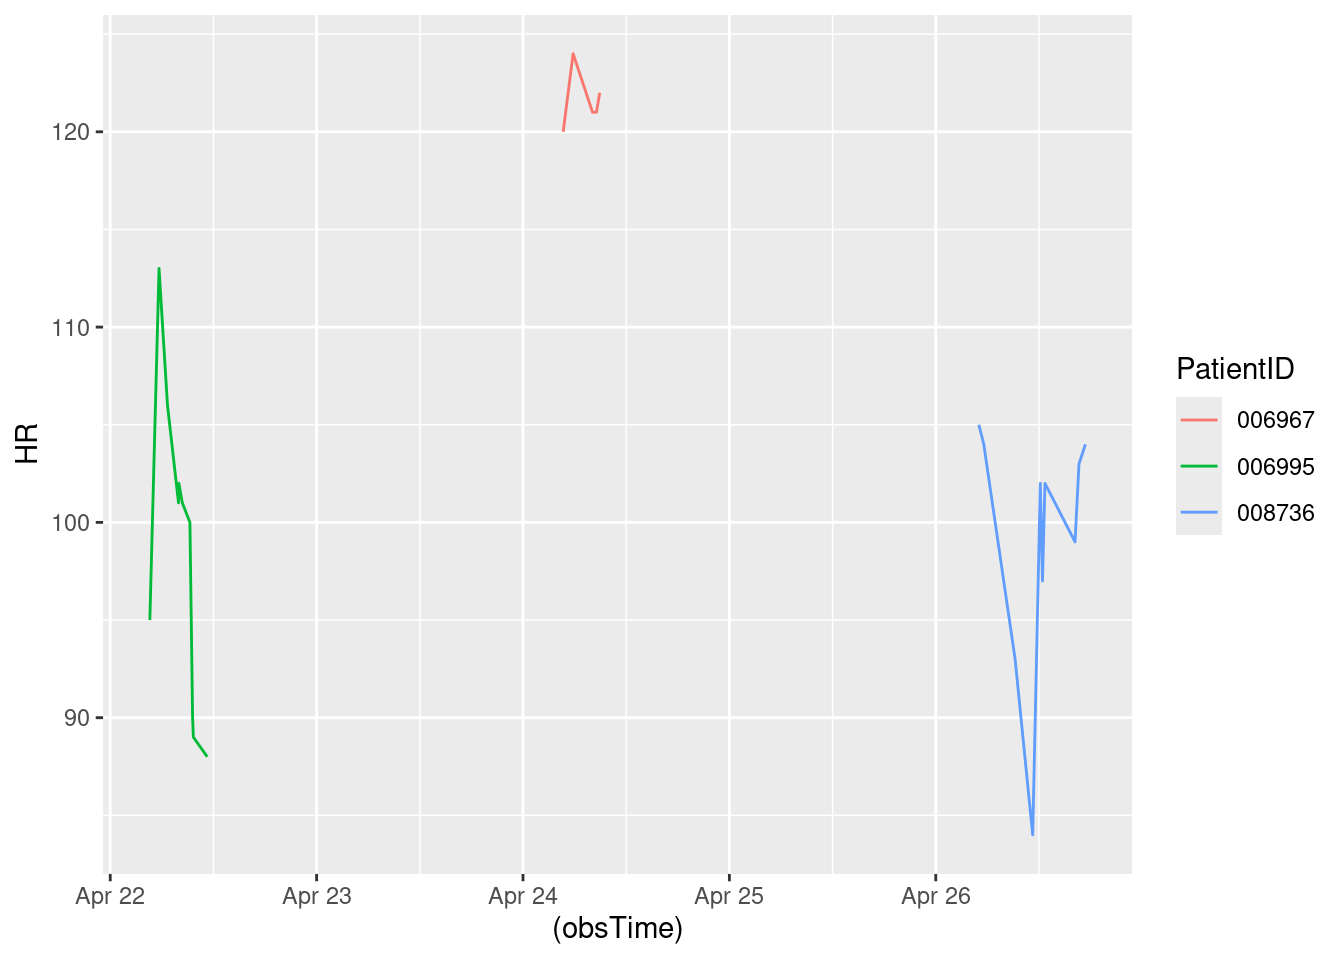 120
110
100
90
HR
Apr 22
Apr 23
Apr 24
Apr 25
Apr 26
(obsTime)
PatientID
006967
006995
008736